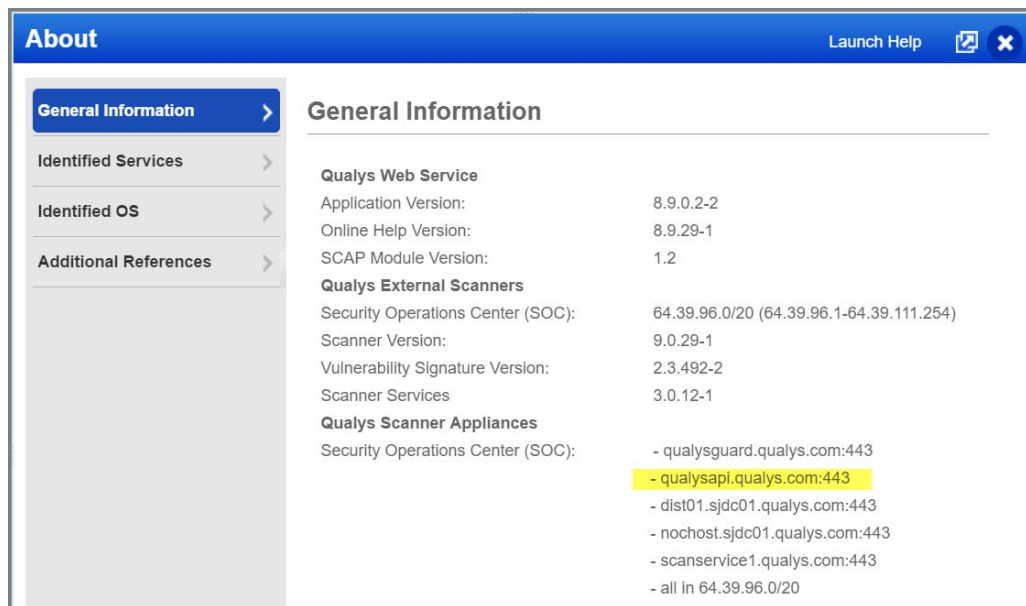 About
Launch Help
General Information
Identified Services
Identified OS
Additional References
General Information
Qualys Web Service
Application Version: 8.9.0.2-2
Online Help Version: 8.9.29-1
SCAP Module Version: 1.2
Qualys External Scanners
Security Operations Center (SOC): 64.39.96.0/20 (64.39.96.1-64.39.111.254)
Scanner Version: 9.0.29-1
Vulnerability Signature Version: 2.3.492-2
Scanner Services 3.0.12-1
Qualys Scanner Appliances
Security Operations Center (SOC): - qualysguard.qualys.com:443
- qualysapi.qualys.com:443
- dist01.sjdc01.qualys.com:443
- nochost.sjdc01.qualys.com:443
- scanservice1.qualys.com:443
- all in 64.39.96.0/20